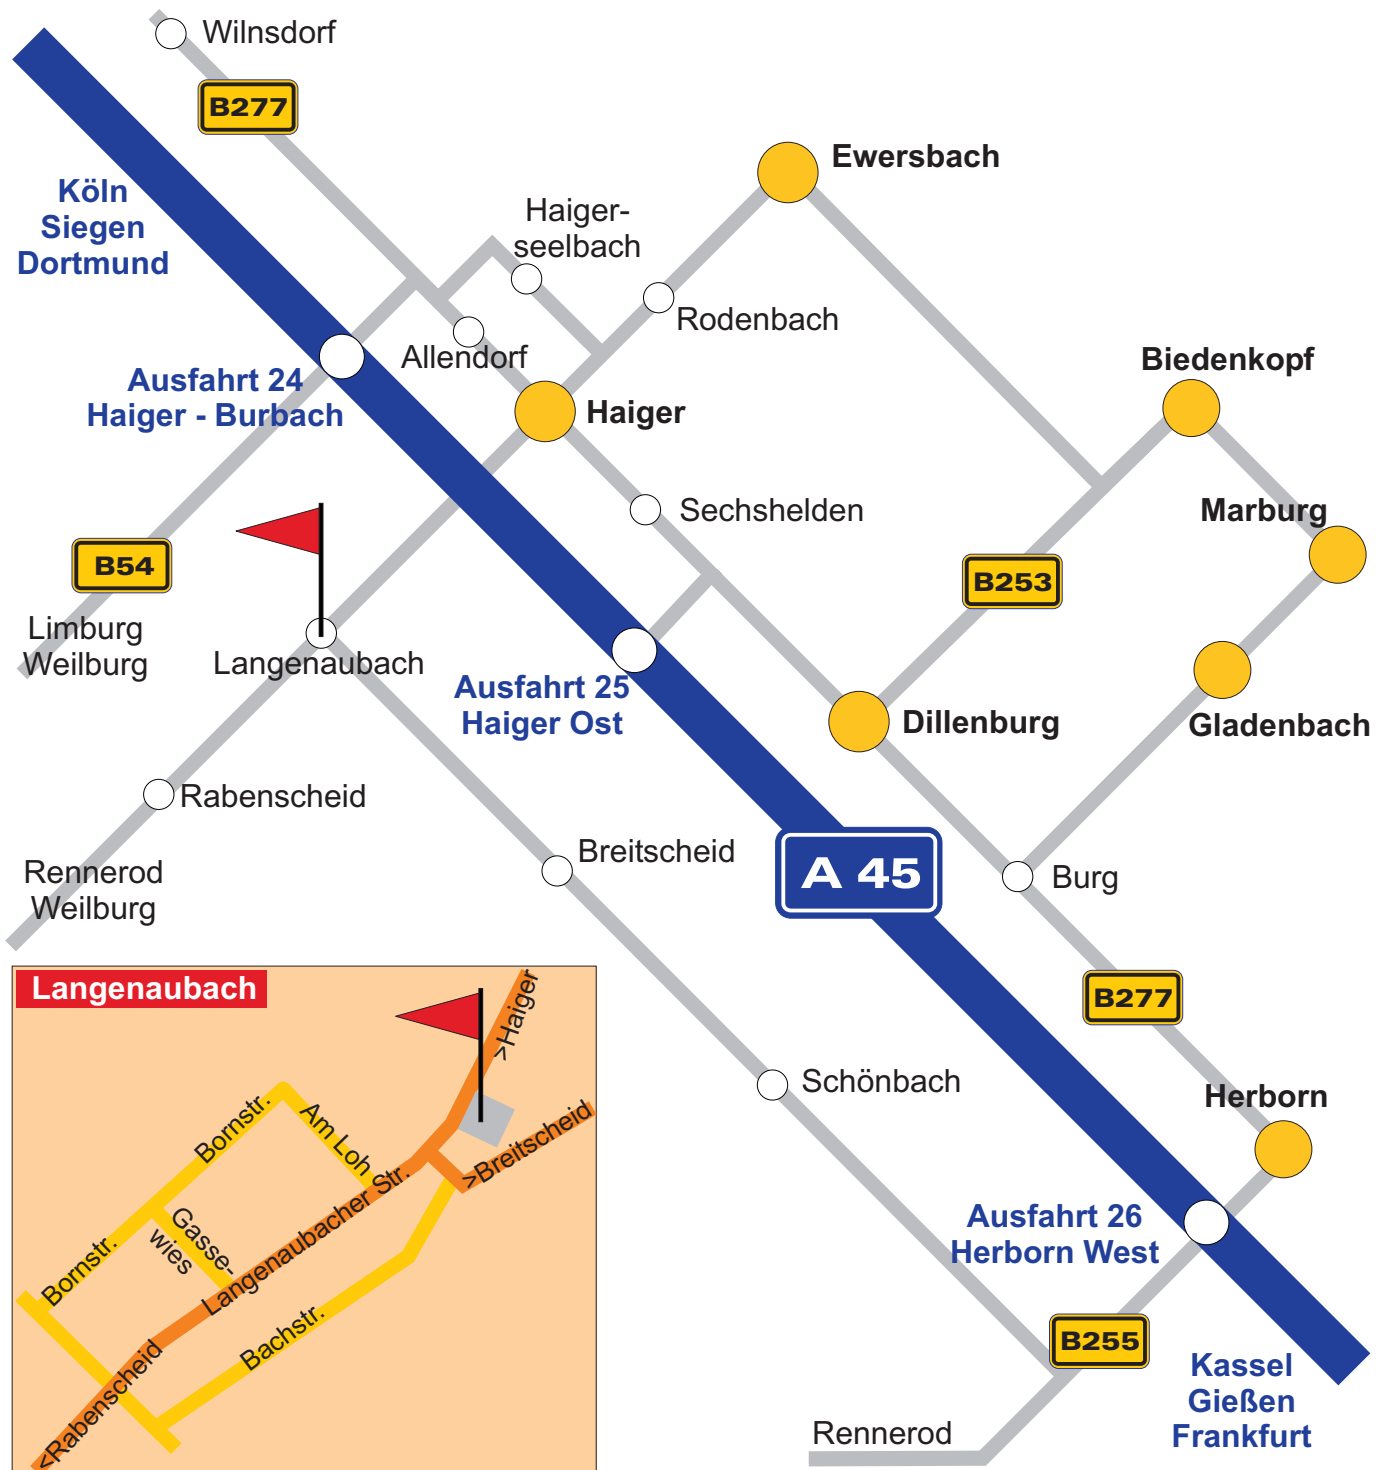 Wilnsdorf
B277
Ewersbach
Köln
Siegen
Dortmund
Haiger-
seelbach
Rodenbach
Allendorf
Biedenkopf
Ausfahrt 24
Haiger - Burbach
Haiger
Sechshelden
Marburg
B54
B253
Limburg
Weilburg
Langenaubach
Ausfahrt 25
Haiger Ost
Dillenburg
Gladenbach
Rabenscheid
Breitscheid
A 45
Burg
Rennerod
Weilburg
B277
Schönbach
Herborn
Ausfahrt 26
Herborn West
B255
Kassel
Gießen
Frankfurt
Rennerod
Langenaubach
>Haiger
Bornstr.
Am Loh
>Breitscheid
Gasse-
wies
Langenaubacher Str.
Bornstr.
Bachstr.
<Rabenscheid